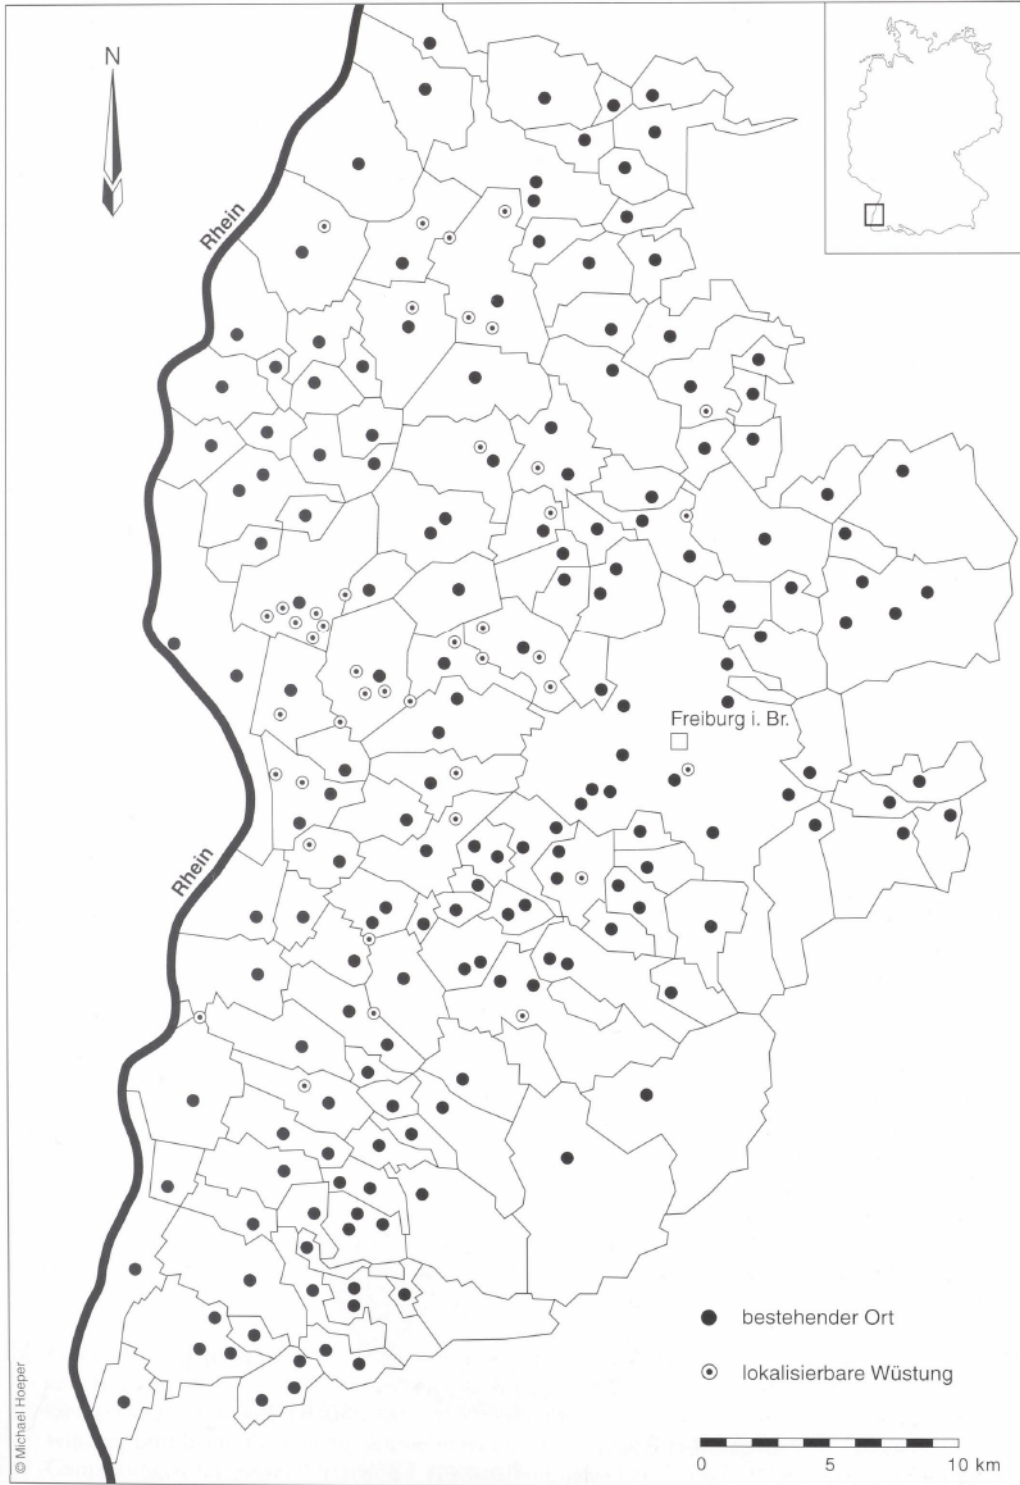 N
Rhein
Freiburg i. Br.
Rhein
bestehender Ort
lokalisierbare Wüstung
0 5 10 km
© Michael Hoeper